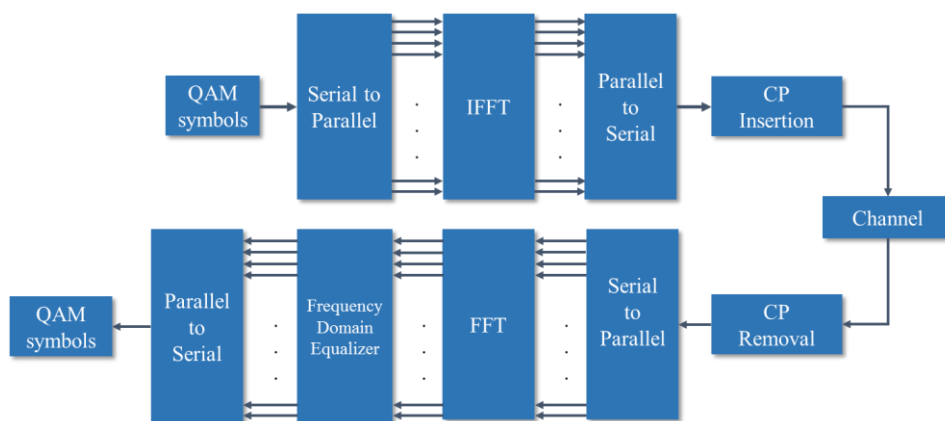 QAM
symbols
Serial to
Parallel
IFFT
Parallel
to
Serial
CP
Insertion
Channel
CP
Removal
Serial
to
Parallel
FFT
Frequency
Domain
Equalizer
Parallel
to
Serial
QAM
symbols